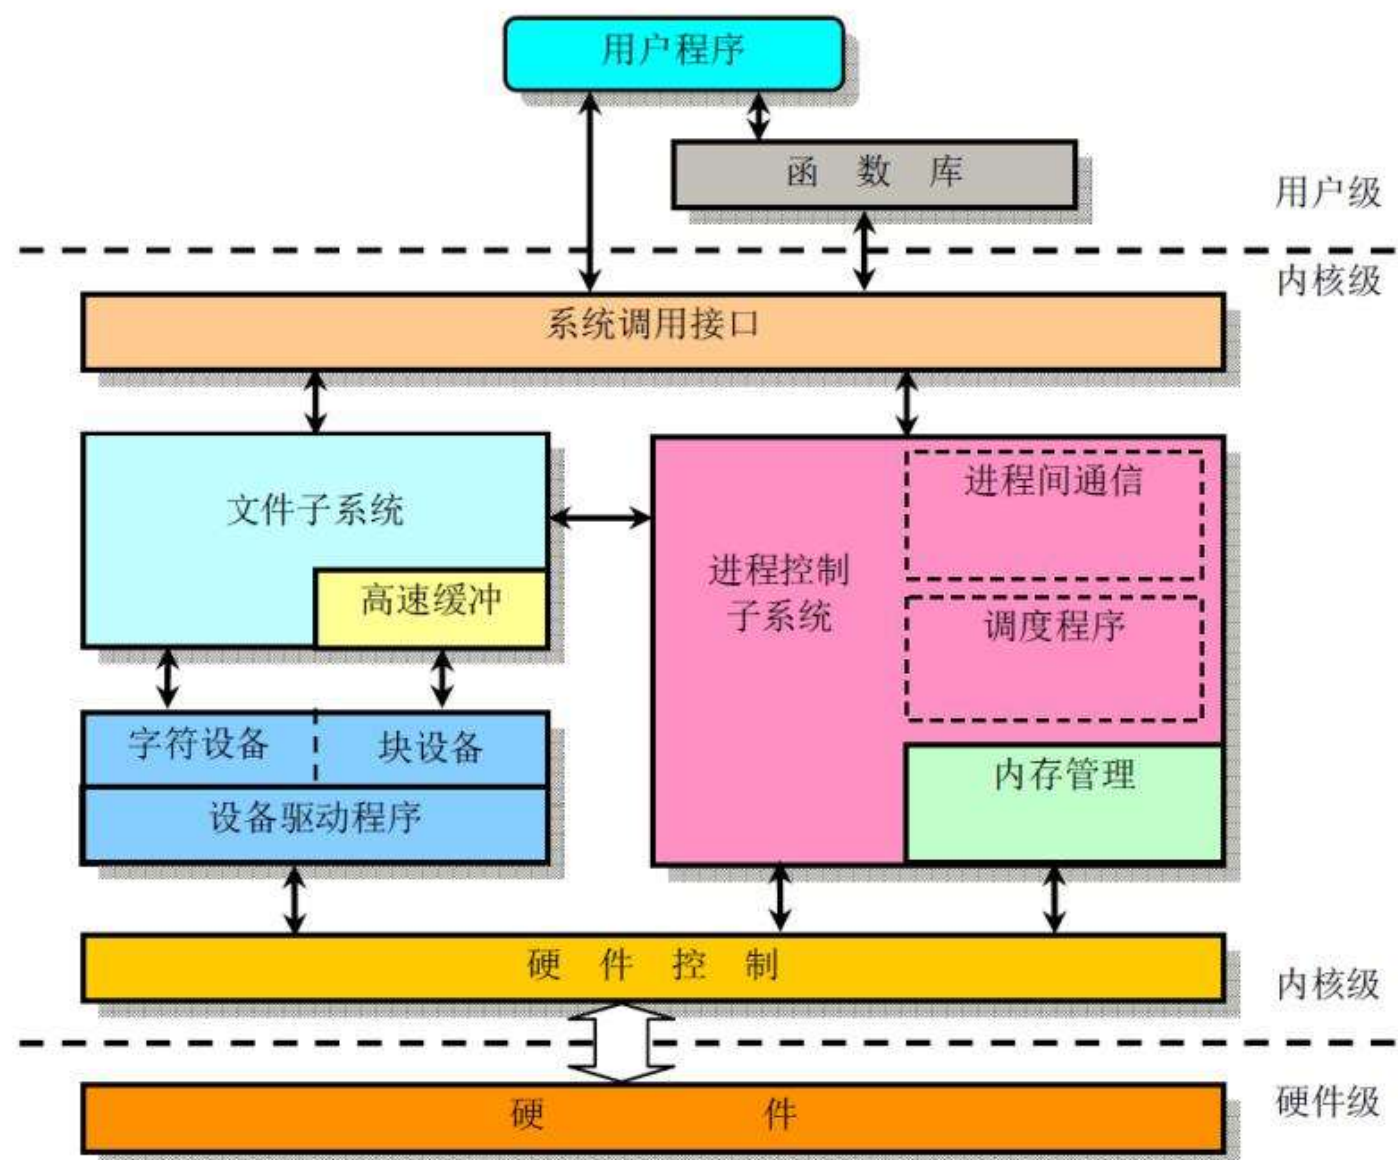 用户程序
函 数 库
用户级
内核级
系统调用接口
文件子系统
高速缓冲
进程控制
子系统
进程间通信
调度程序
内存管理
字符设备
块设备
设备驱动程序
硬 件 控 制
内核级
硬件级
硬 件